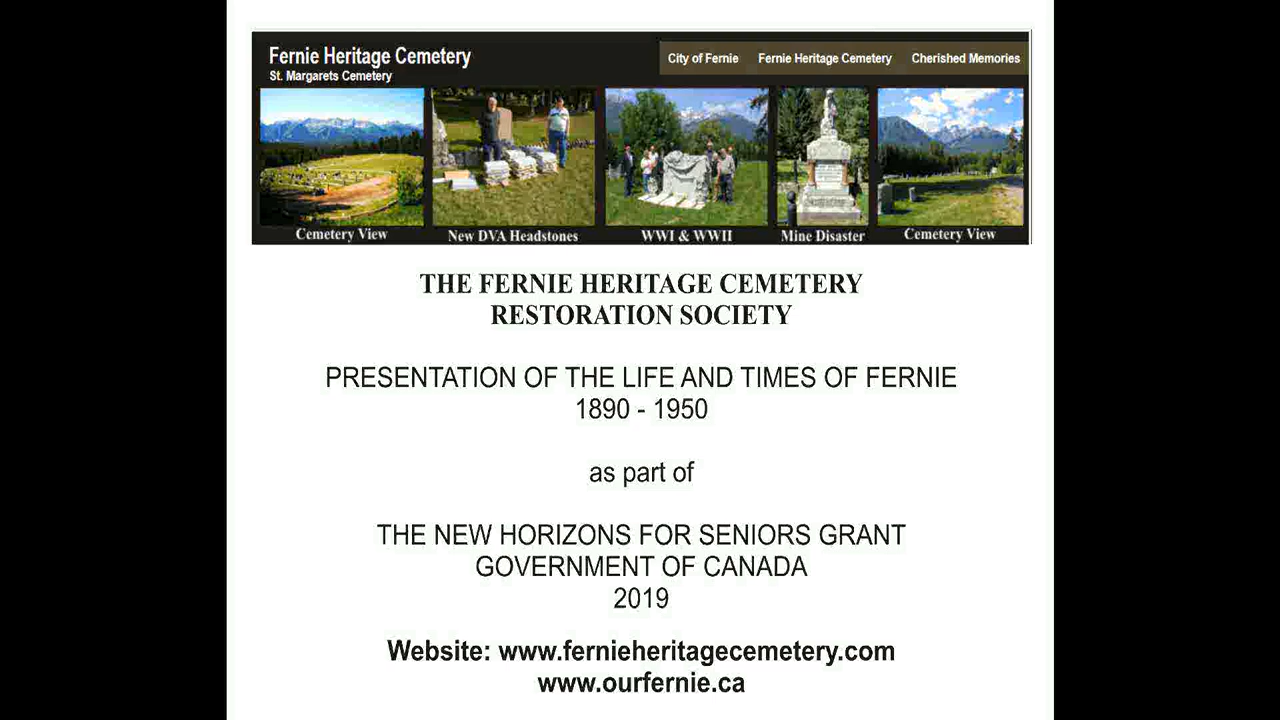 Fernie Heritage Cemetery
St. Margarets Cemetery
City of Fernie Fernie Heritage Cemetery Cherished Memories
Cemetery View New DVA Headstones WWI & WWII Mine Disaster Cemetery View
THE FERNIE HERITAGE CEMETERY
RESTORATION SOCIETY
PRESENTATION OF THE LIFE AND TIMES OF FERNIE
1890 - 1950
as part of
THE NEW HORIZONS FOR SENIORS GRANT
GOVERNMENT OF CANADA
2019
Website: www.fernieheritagecemetery.com
www.ourfernie.ca